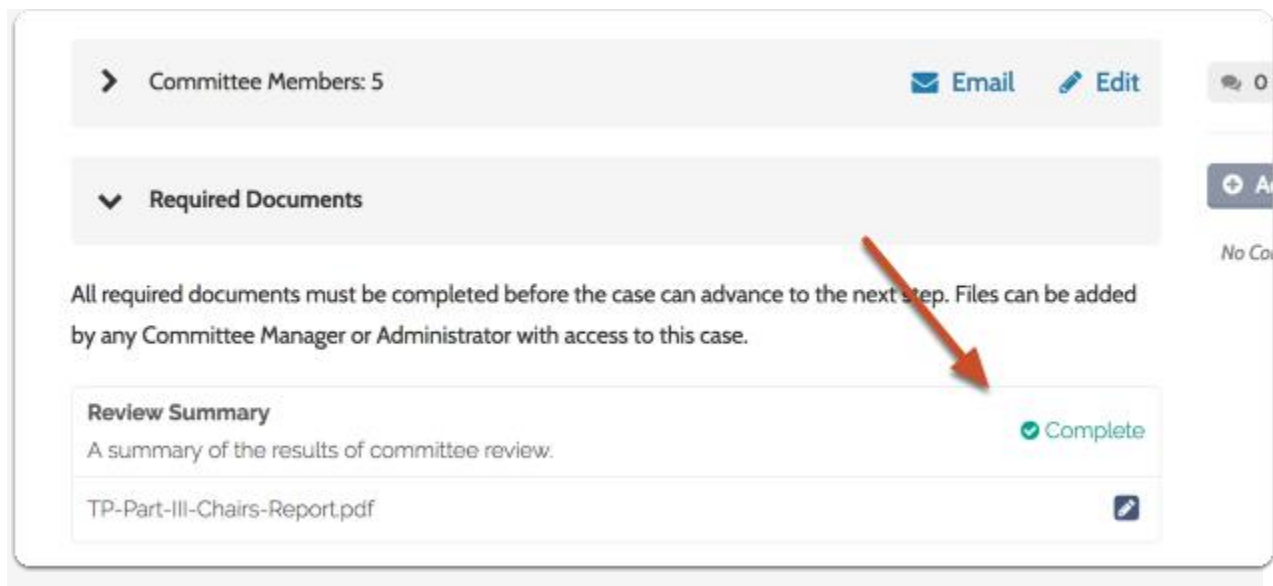 Committee Members: 5
Email
Edit
0
Required Documents
No
All required documents must be completed before the case can advance to the next step. Files can be added
by any Committee Manager or Administrator with access to this case.
Review Summary
Complete
A summary of the results of committee review.
TP-Part-III-Chairs-Report.pdf